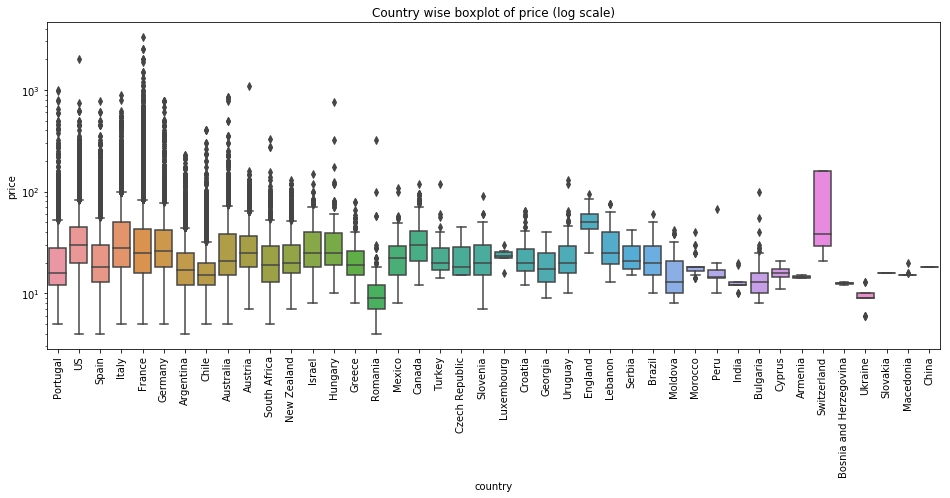 Country wise boxplot of price (log scale)
price
10³
10²
10¹
Portugal
US
Spain
Italy
France
Germany
Argentina
Chile
Australia
Austria
South Africa
New Zealand
Israel
Hungary
Greece
Romania
Mexico
Canada
Turkey
Czech Republic
Slovenia
Luxembourg
Croatia
Georgia
Uruguay
England
Lebanon
Serbia
Brazil
Moldova
Morocco
Peru
India
Bulgaria
Cyprus
Armenia
Switzerland
Bosnia and Herzegovina
Ukraine
Slovakia
Macedonia
China
country